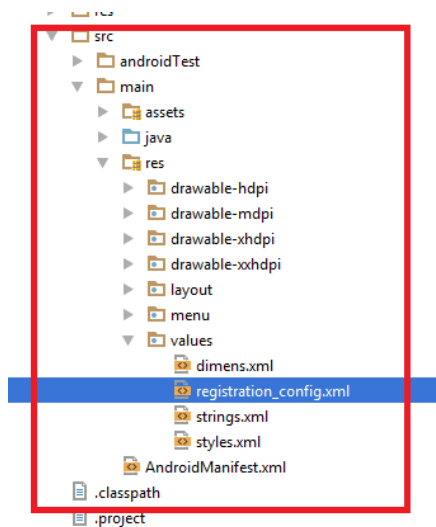 res
src
androidTest
main
assets
java
res
drawable-hdpi
drawable-mdpi
drawable-xhdpi
drawable-xxhdpi
layout
menu
values
dimens.xml
registration_config.xml
strings.xml
styles.xml
AndroidManifest.xml
.classpath
.project